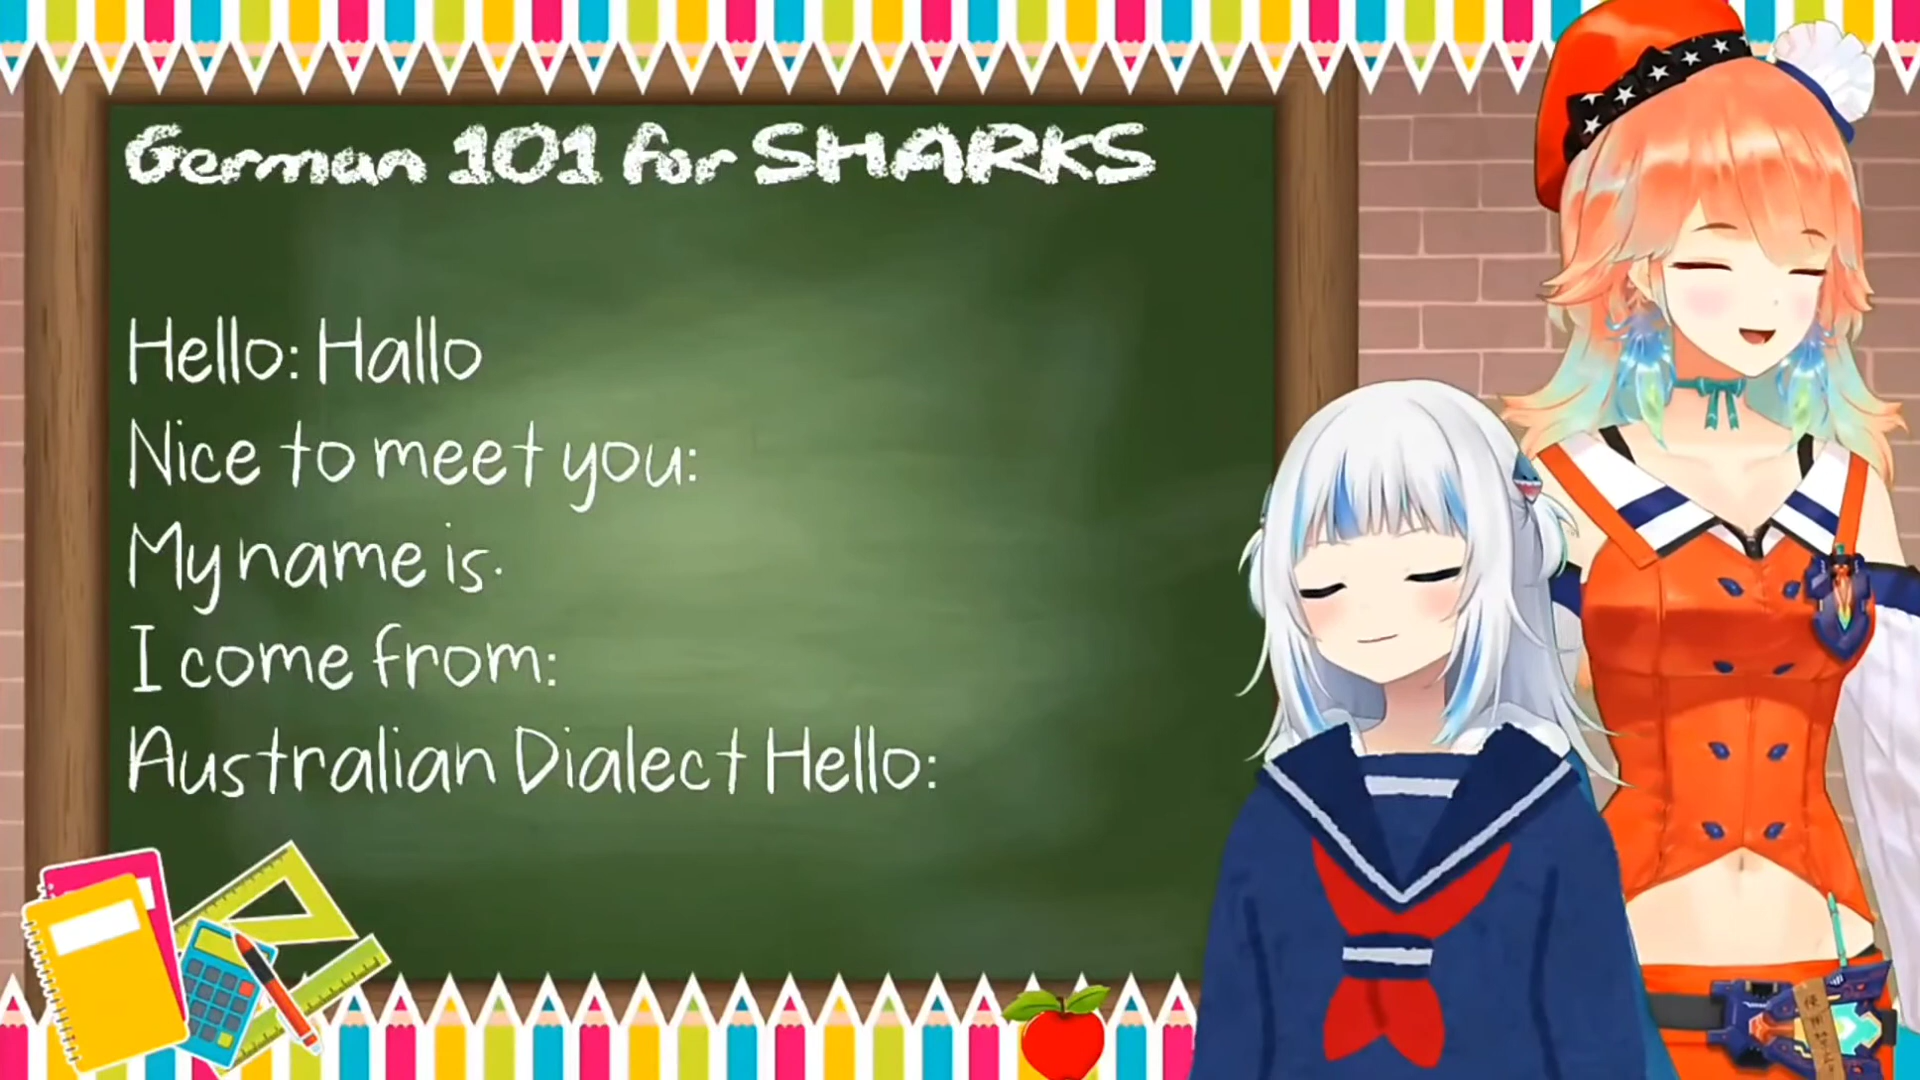 German 101 for SHARKS
Hello: Hallo
Nice to meet you:
My name is:
I come from:
Australian Dialect Hello: